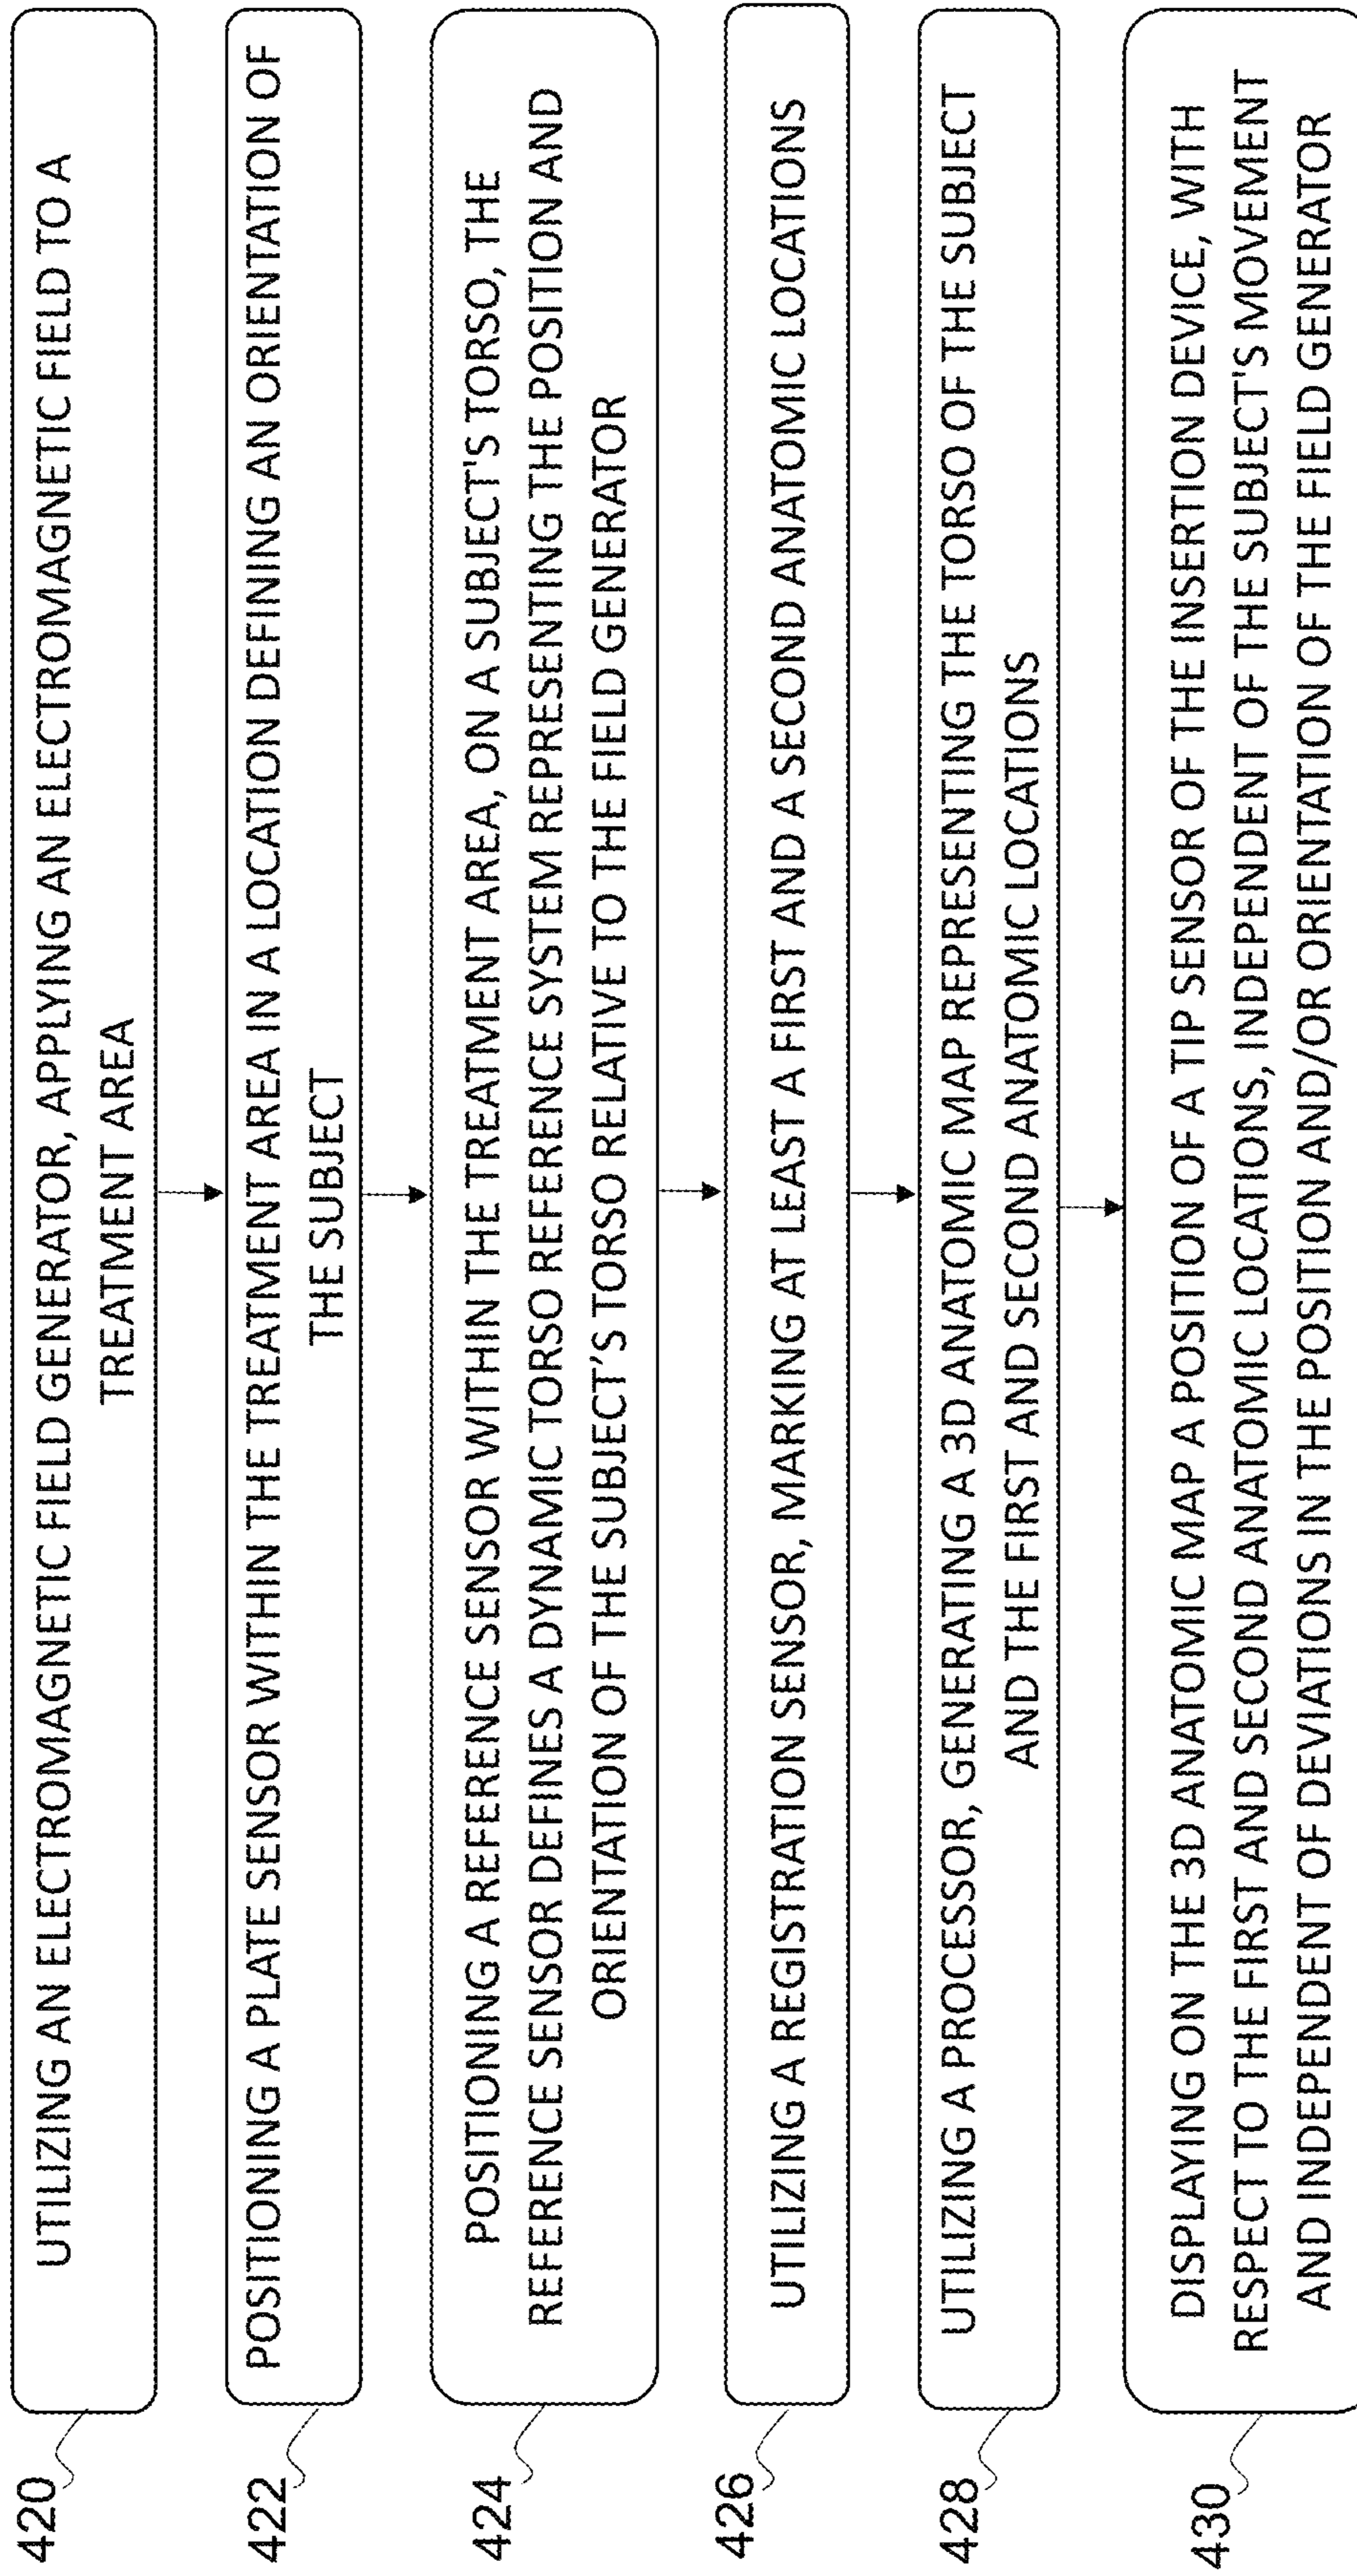 420
UTILIZING AN ELECTROMAGNETIC FIELD GENERATOR, APPLYING AN ELECTROMAGNETIC FIELD TO A
TREATMENT AREA
422
POSITIONING A PLATE SENSOR WITHIN THE TREATMENT AREA IN A LOCATION DEFINING AN ORIENTATION OF
THE SUBJECT
424
POSITIONING A REFERENCE SENSOR WITHIN THE TREATMENT AREA, ON A SUBJECT'S TORSO, THE
REFERENCE SENSOR DEFINES A DYNAMIC TORSO REFERENCE SYSTEM REPRESENTING THE POSITION AND
ORIENTATION OF THE SUBJECT'S TORSO RELATIVE TO THE FIELD GENERATOR
426
UTILIZING A REGISTRATION SENSOR, MARKING AT LEAST A FIRST AND A SECOND ANATOMIC LOCATIONS
428
UTILIZING A PROCESSOR, GENERATING A 3D ANATOMIC MAP REPRESENTING THE TORSO OF THE SUBJECT
AND THE FIRST AND SECOND ANATOMIC LOCATIONS
430
DISPLAYING ON THE 3D ANATOMIC MAP A POSITION OF A TIP SENSOR OF THE INSERTION DEVICE, WITH
RESPECT TO THE FIRST AND SECOND ANATOMIC LOCATIONS, INDEPENDENT OF THE SUBJECT'S MOVEMENT
AND INDEPENDENT OF DEVIATIONS IN THE POSITION AND/OR ORIENTATION OF THE FIELD GENERATOR